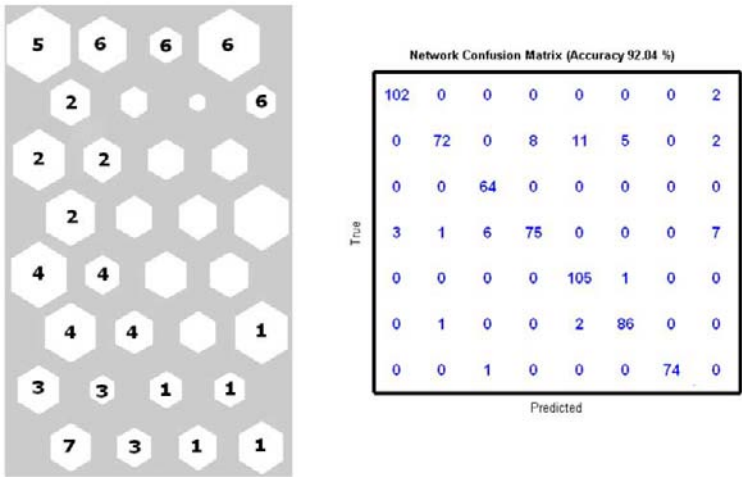 5 6 6 6
2 6
2 2
2
4 4
4 4 1
3 3 1 1
7 3 1 1
Network Confusion Matrix (Accuracy 92.04 %)
102 0 0 0 0 0 0 2
0 72 0 8 11 5 0 2
0 0 64 0 0 0 0 0
3 1 6 75 0 0 0 7
0 0 0 0 105 1 0 0
0 1 0 0 2 86 0 0
0 0 1 0 0 0 74 0
True
Predicted